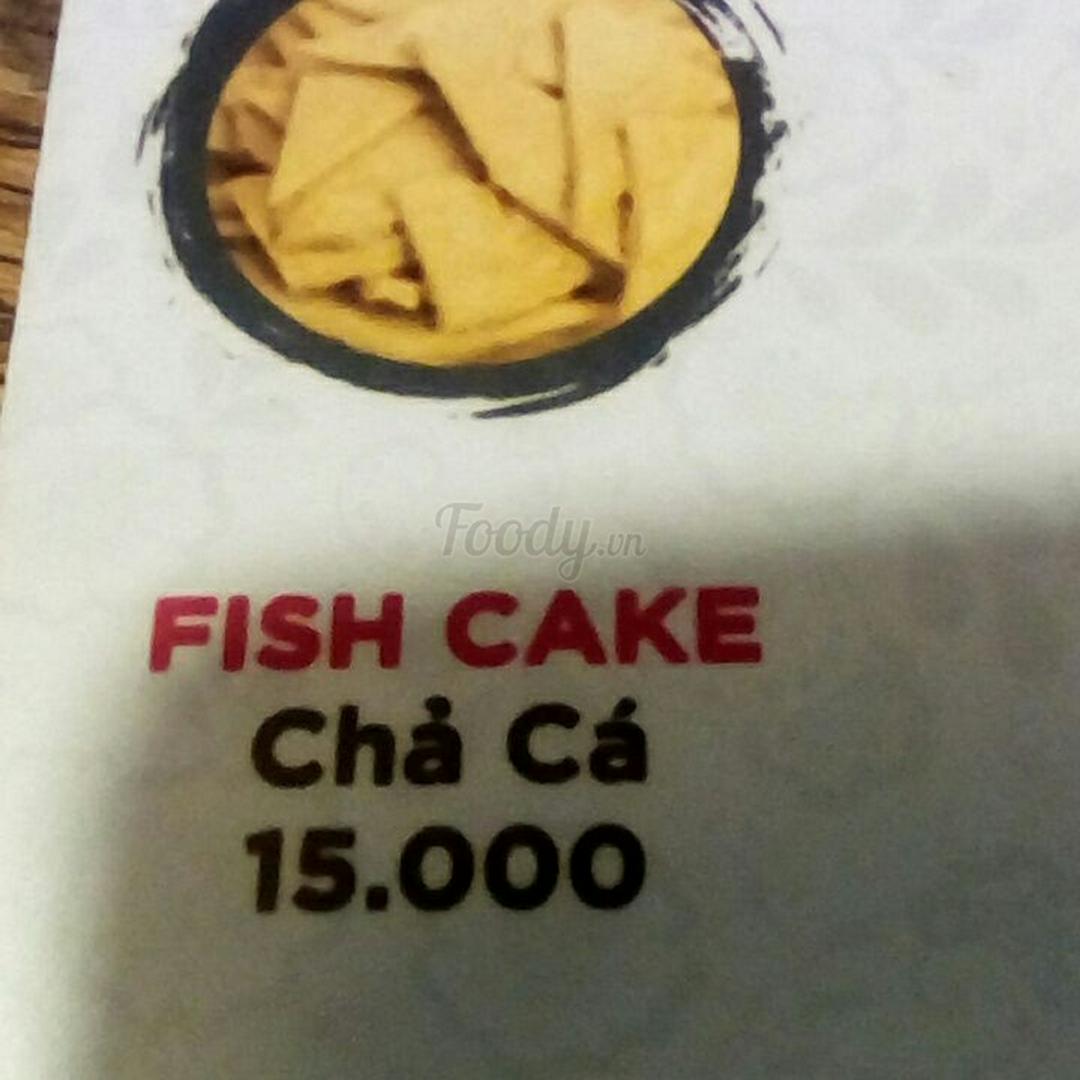 Foody.vn
FISH CAKE
Chả Cá
15.000